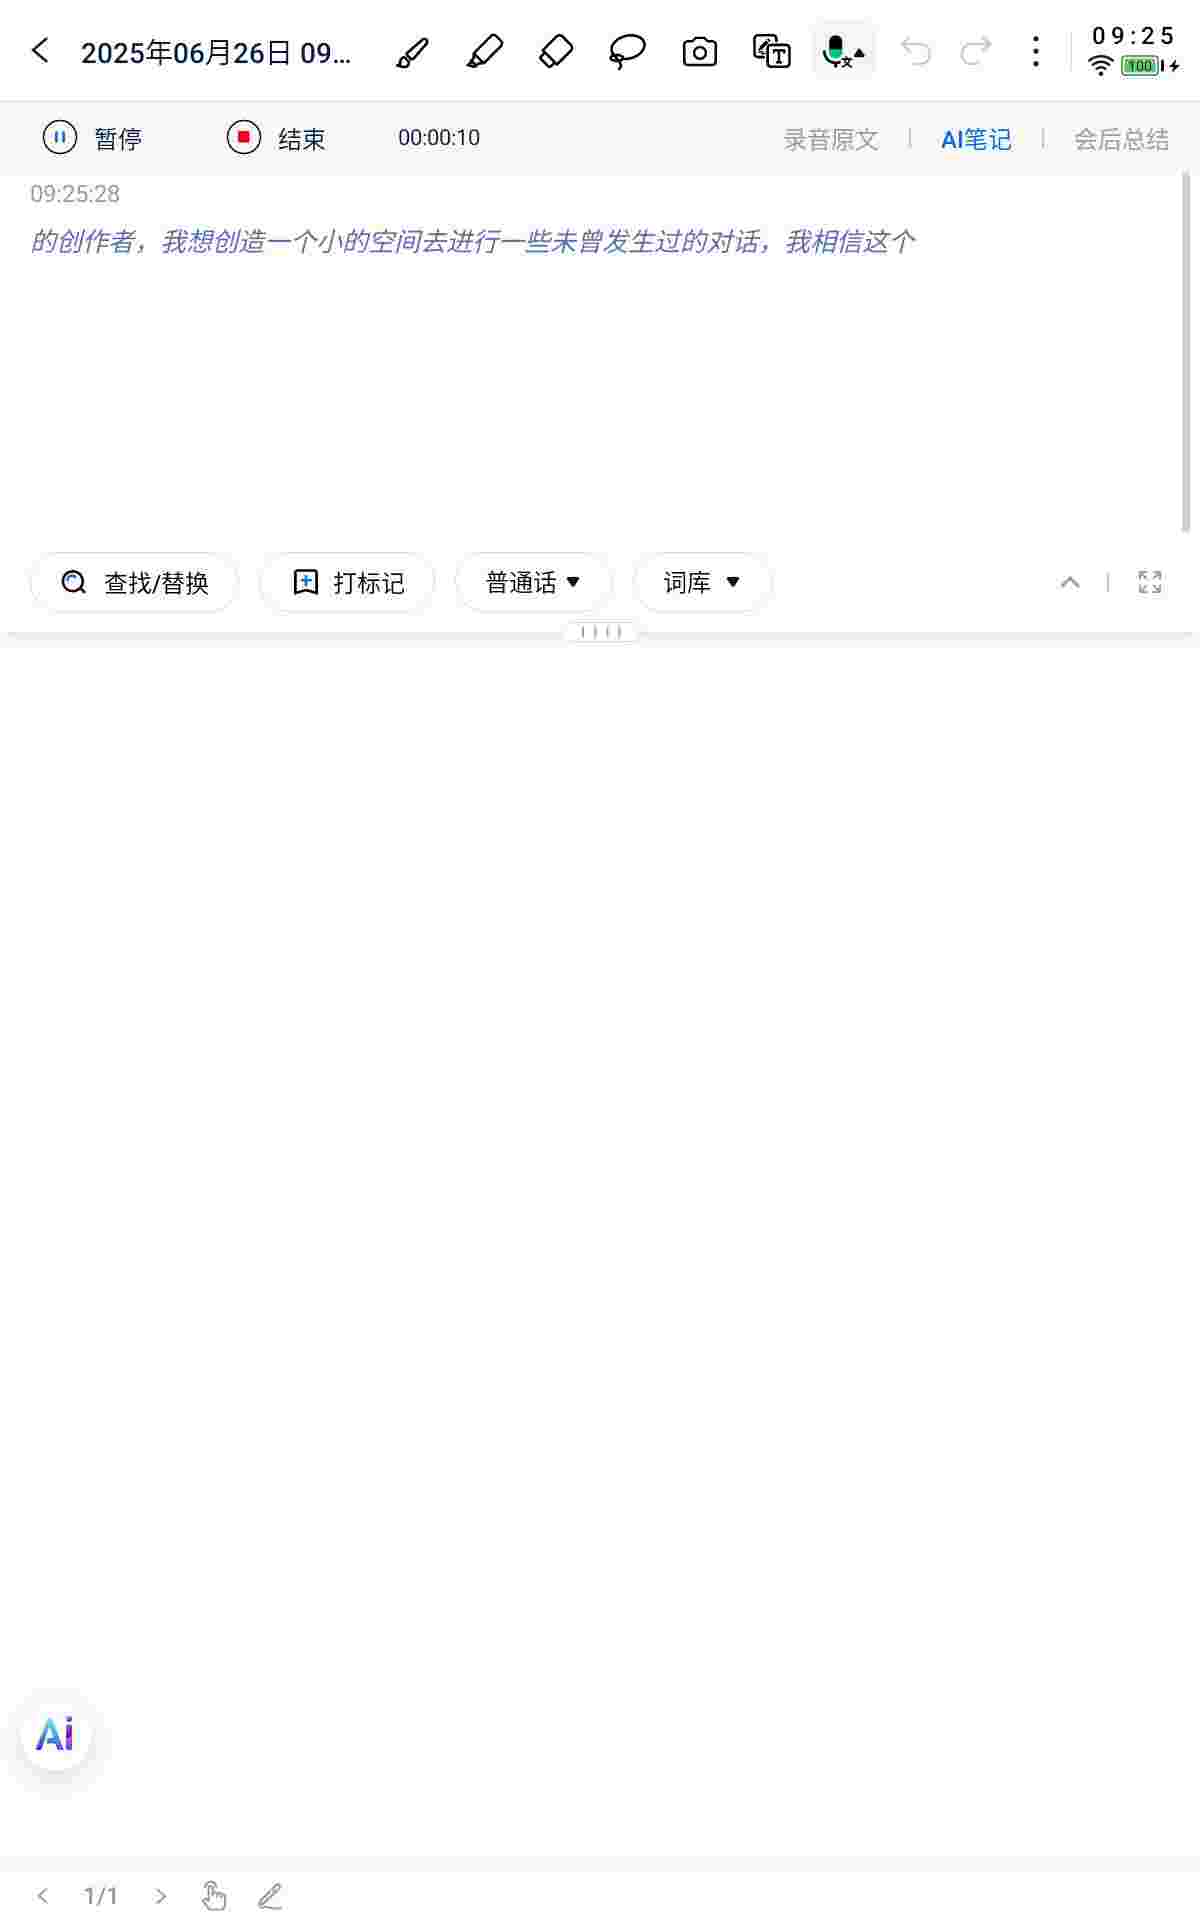 2025年06月26日 09...
09:25
100
暂停
结束
00:00:10
录音原文
AI笔记
会后总结
09:25:28
的创作者，我想创造一个小的空间去进行一些未曾发生过的对话，我相信这个
查找/替换
打标记
普通话
词库
Ai
1/1